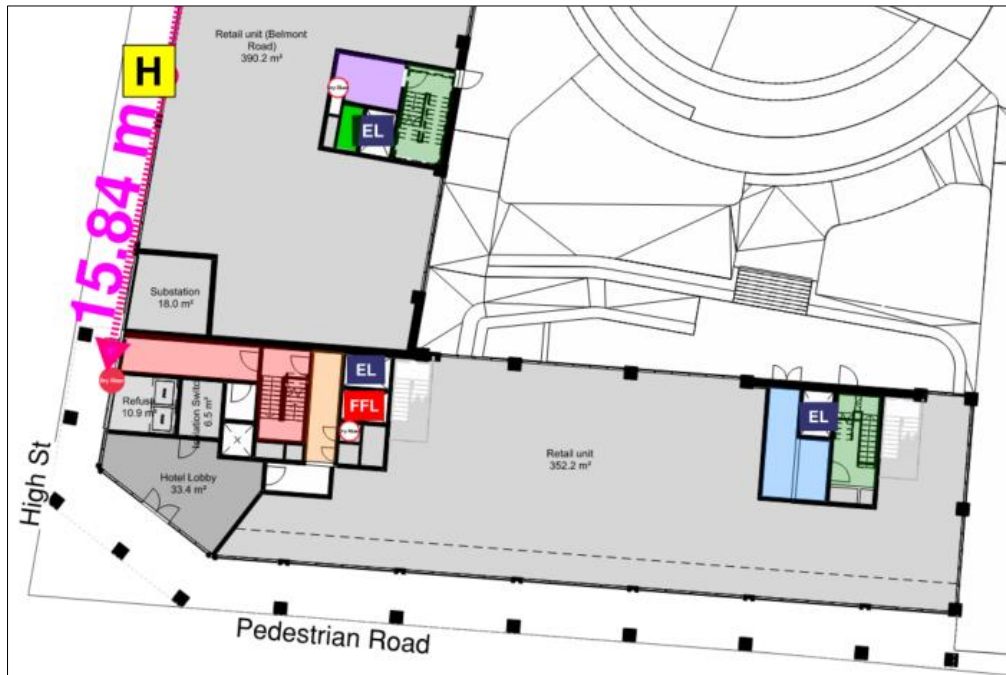 Retail unit (Belmont
Road)
390.2 m²
H
EL
15.84 m
Substation
18.0 m²
EL
FFL
EL
Refuse
10.9 m²
6.5 m²
Hotel Lobby
33.4 m²
Retail unit
352.2 m²
High St
Pedestrian Road